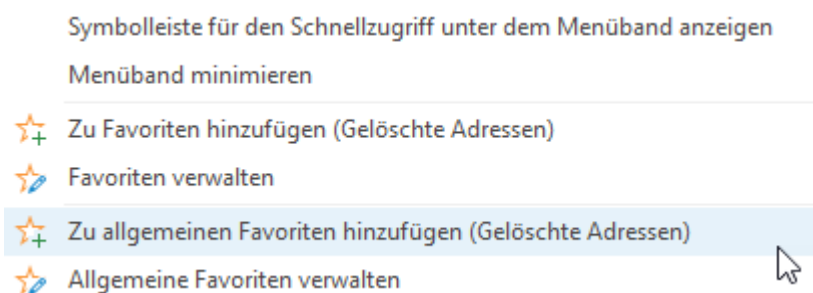 Symbolleiste für den Schnellzugriff unter dem Menüband anzeigen
Menüband minimieren
Zu Favoriten hinzufügen (Gelöschte Adressen)
Favoriten verwalten
Zu allgemeinen Favoriten hinzufügen (Gelöschte Adressen)
Allgemeine Favoriten verwalten